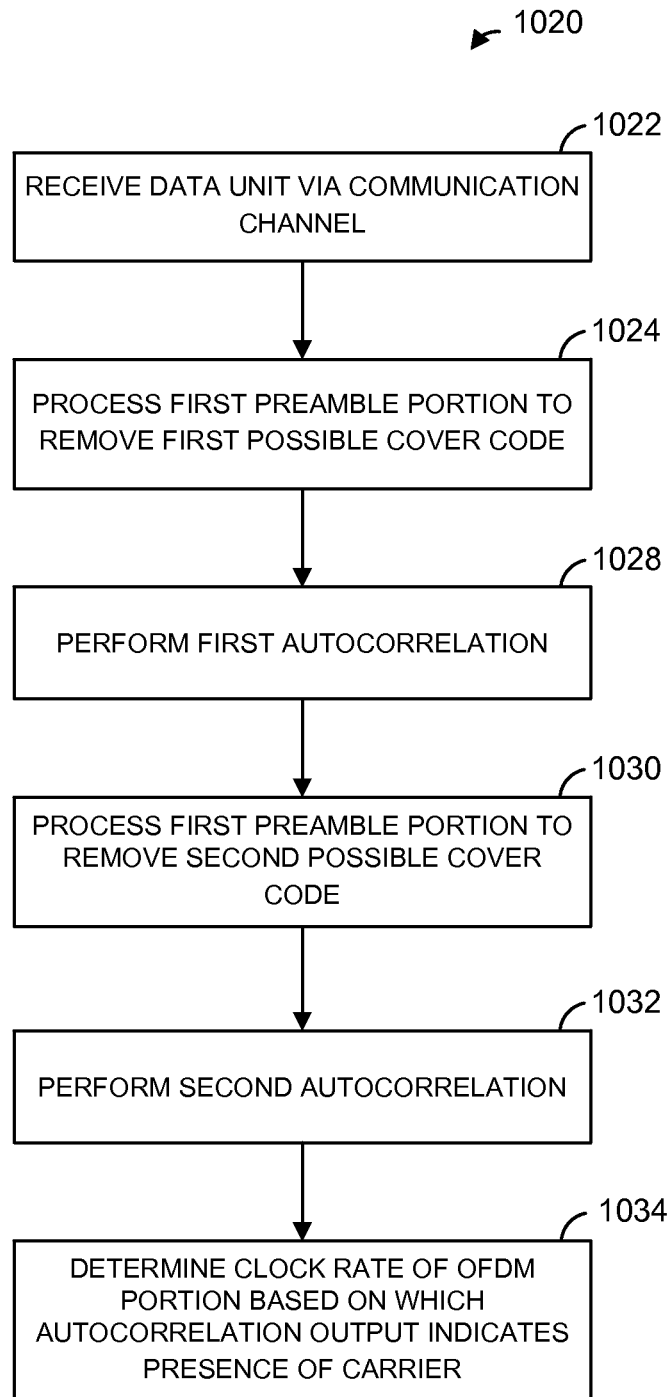 1020
1022
RECEIVE DATA UNIT VIA COMMUNICATION
CHANNEL
1024
PROCESS FIRST PREAMBLE PORTION TO
REMOVE FIRST POSSIBLE COVER CODE
1028
PERFORM FIRST AUTOCORRELATION
1030
PROCESS FIRST PREAMBLE PORTION TO
REMOVE SECOND POSSIBLE COVER
CODE
1032
PERFORM SECOND AUTOCORRELATION
1034
DETERMINE CLOCK RATE OF OFDM
PORTION BASED ON WHICH
AUTOCORRELATION OUTPUT INDICATES
PRESENCE OF CARRIER